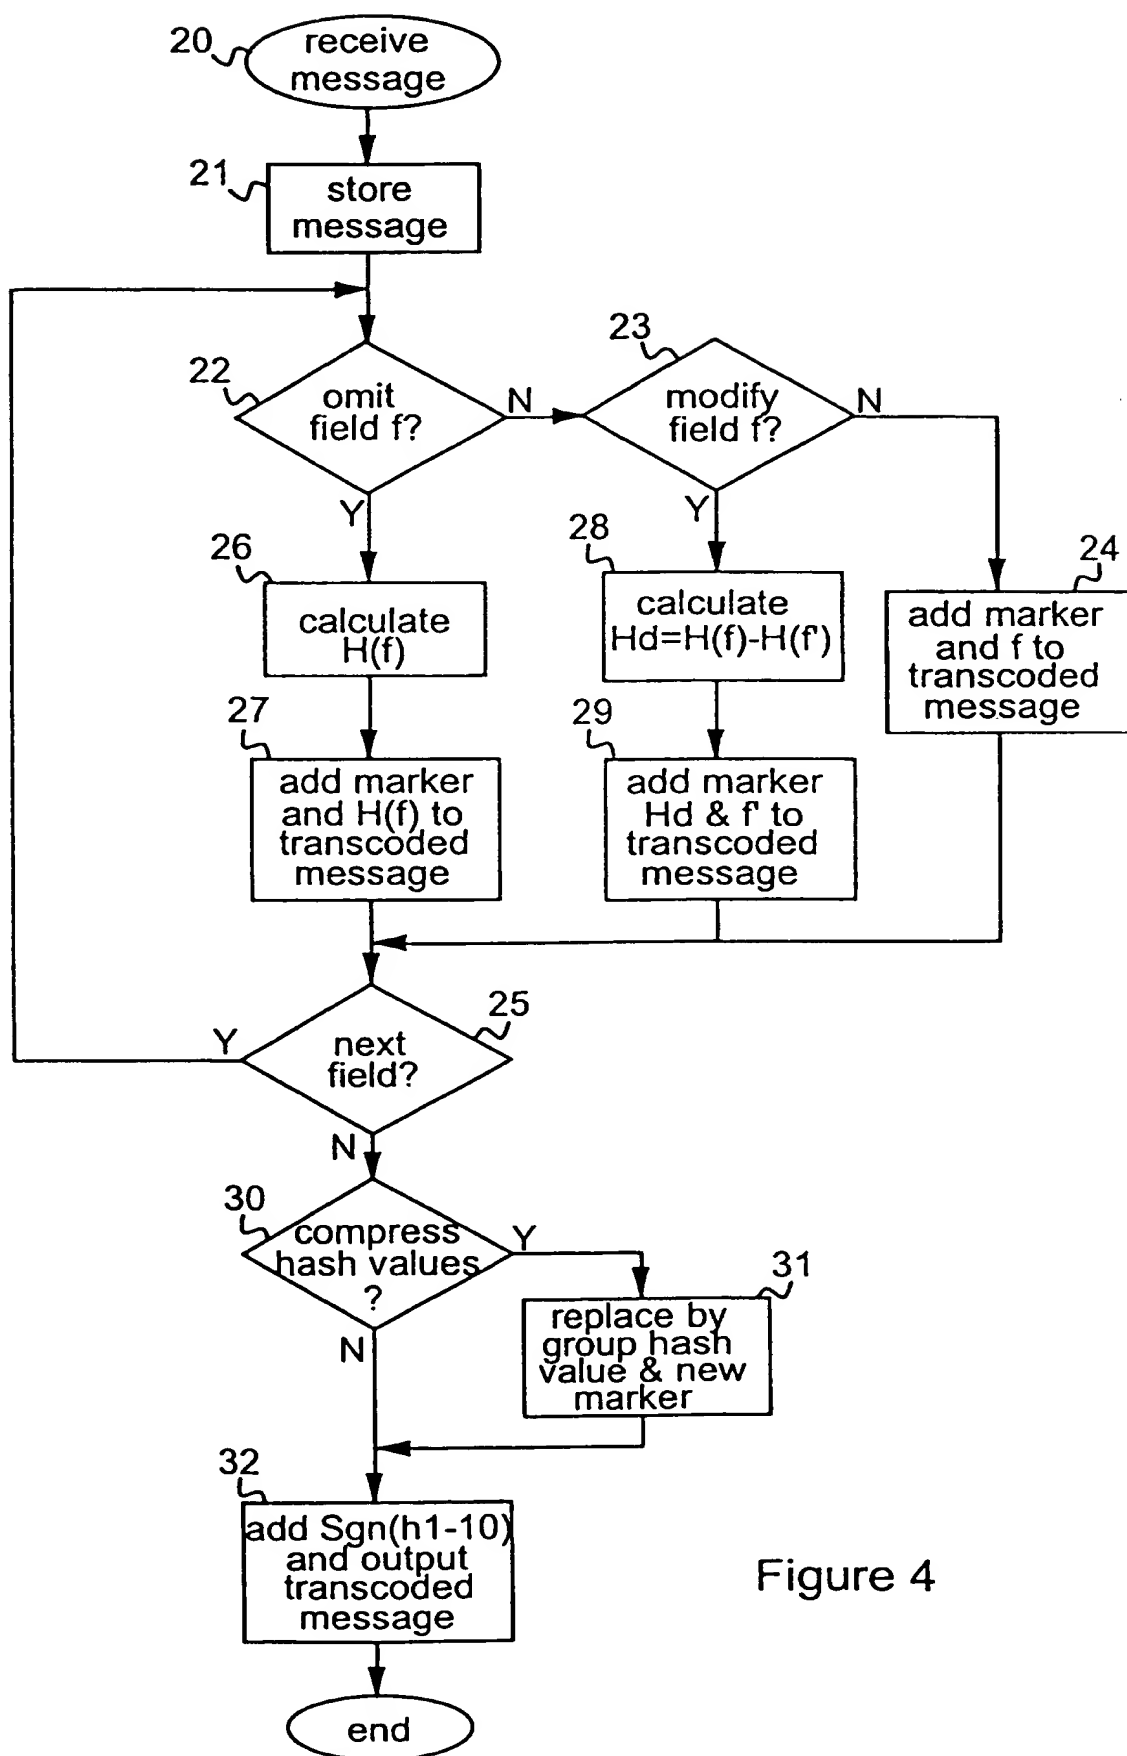 20
receive
message
21
store
message
22
omit
field f?
N
Y
23
modify
field f?
N
Y
26
calculate
H(f)
28
calculate
Hd=H(f)-H(f')
24
add marker
and f to
transcoded
message
27
add marker
and H(f) to
transcoded
message
29
add marker
Hd & f' to
transcoded
message
25
next
field?
Y
N
30
compress
hash values
?
Y
N
31
replace by
group hash
value & new
marker
32
add Sgn(h1-10)
and output
transcoded
message
end
Figure 4